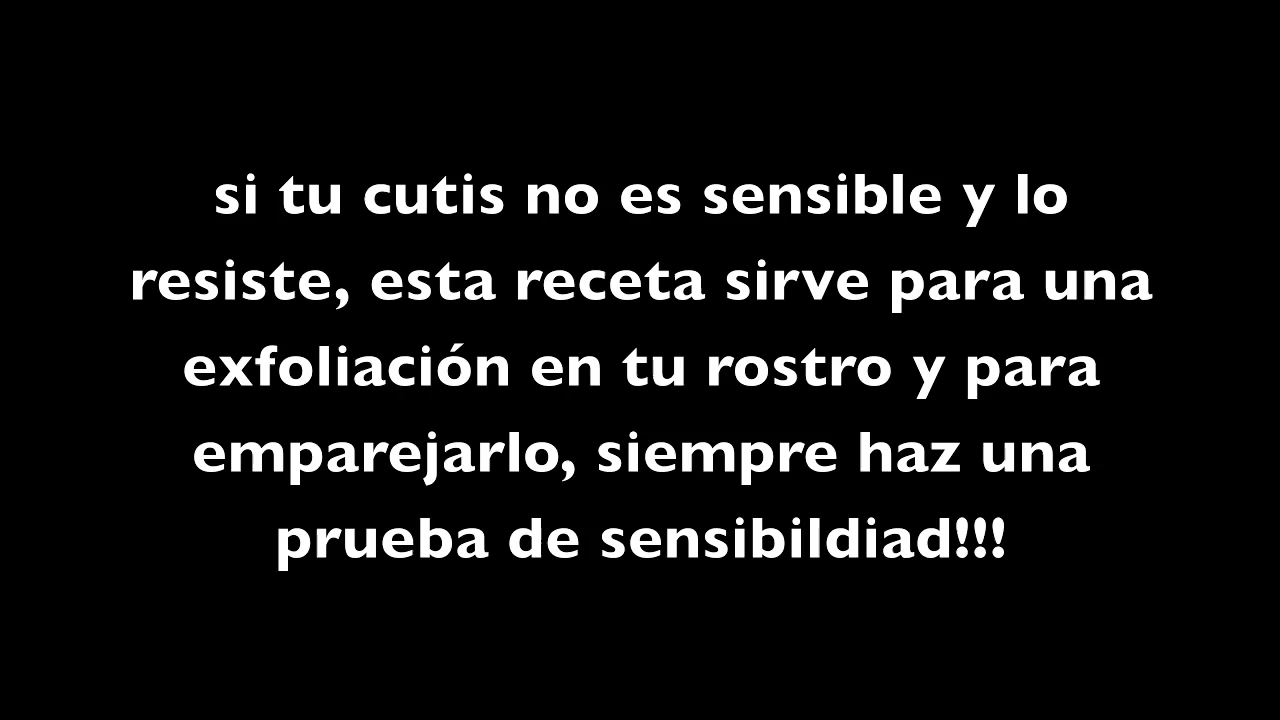 si tu cutis no es sensible y lo
resiste, esta receta sirve para una
exfoliación en tu rostro y para
emparejarlo, siempre haz una
prueba de sensibildiad!!!